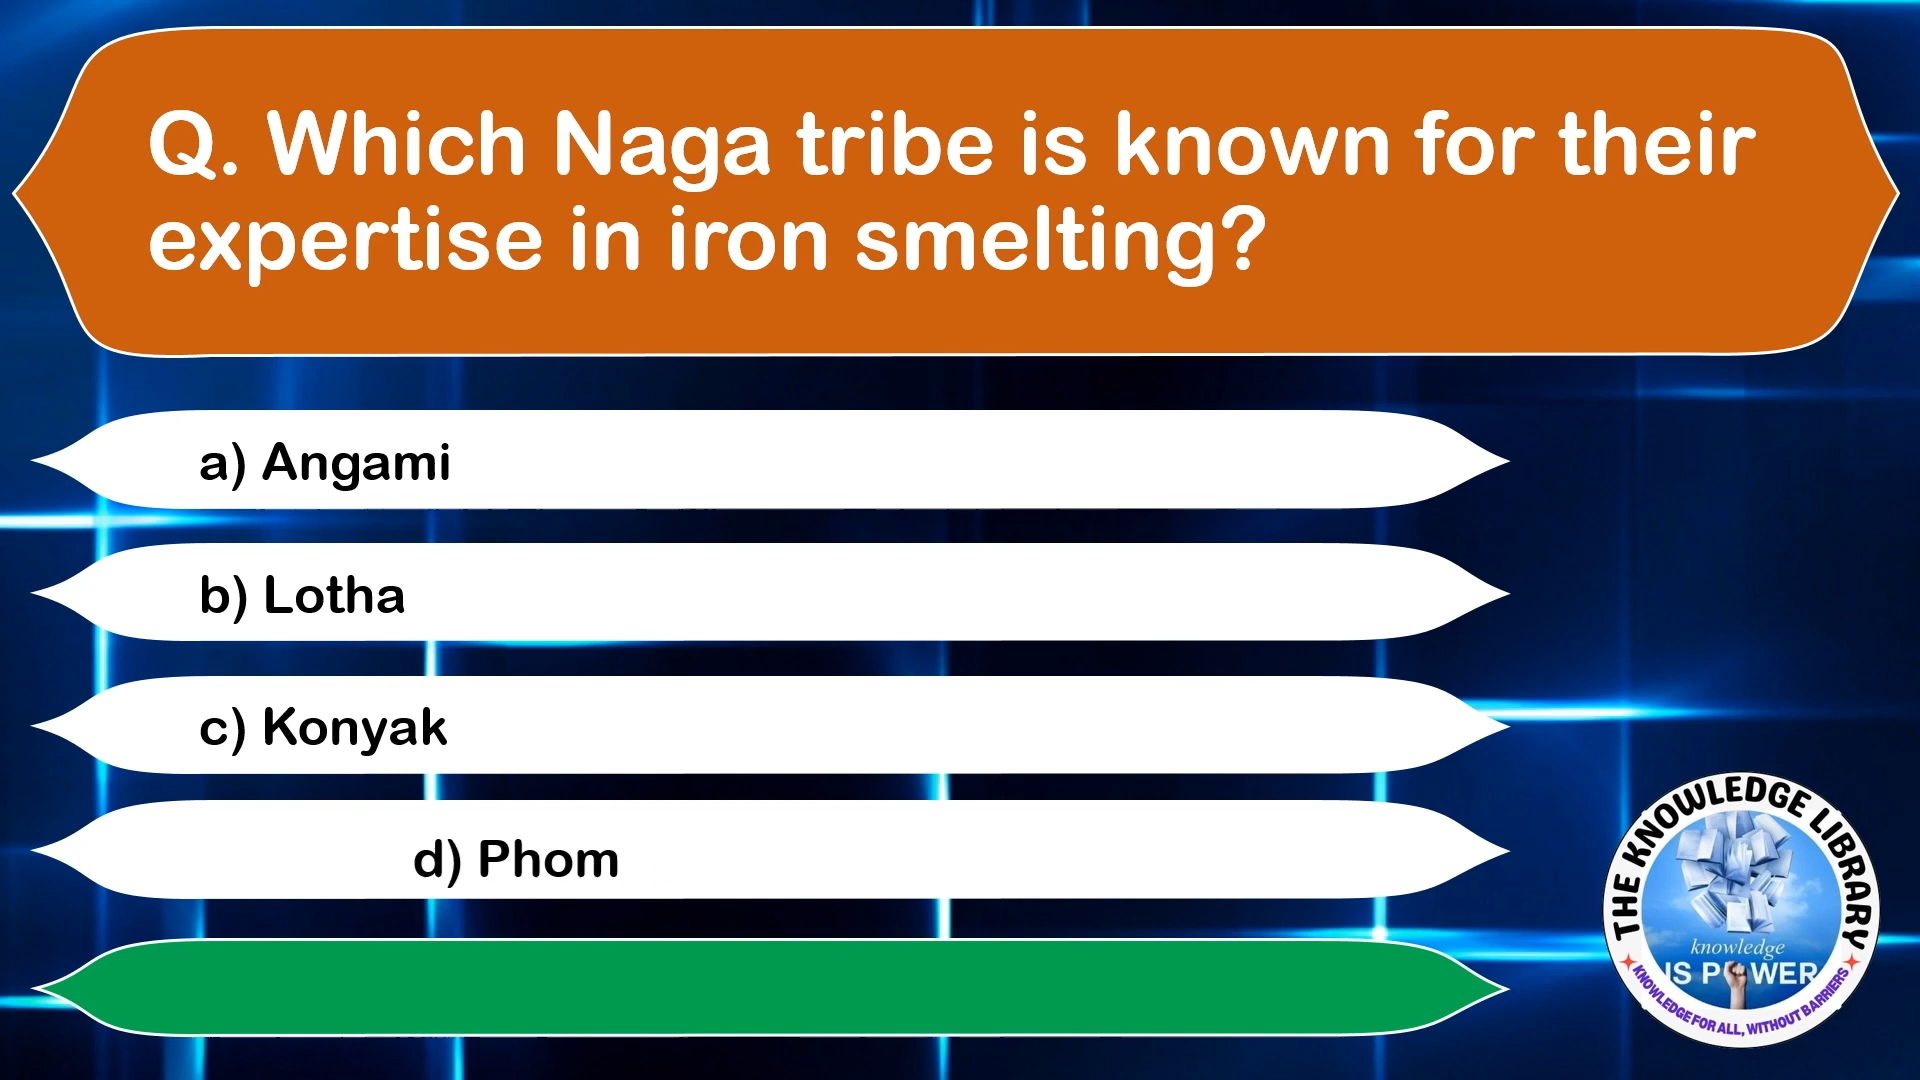 Q. Which Naga tribe is known for their
expertise in iron smelting?
a) Angami
b) Lotha
c) Konyak
d) Phom
THE KNOWLEDGE LIBRARY
knowledge
IS POWER
KNOWLEDGE FOR ALL, WITHOUT BARRIERS